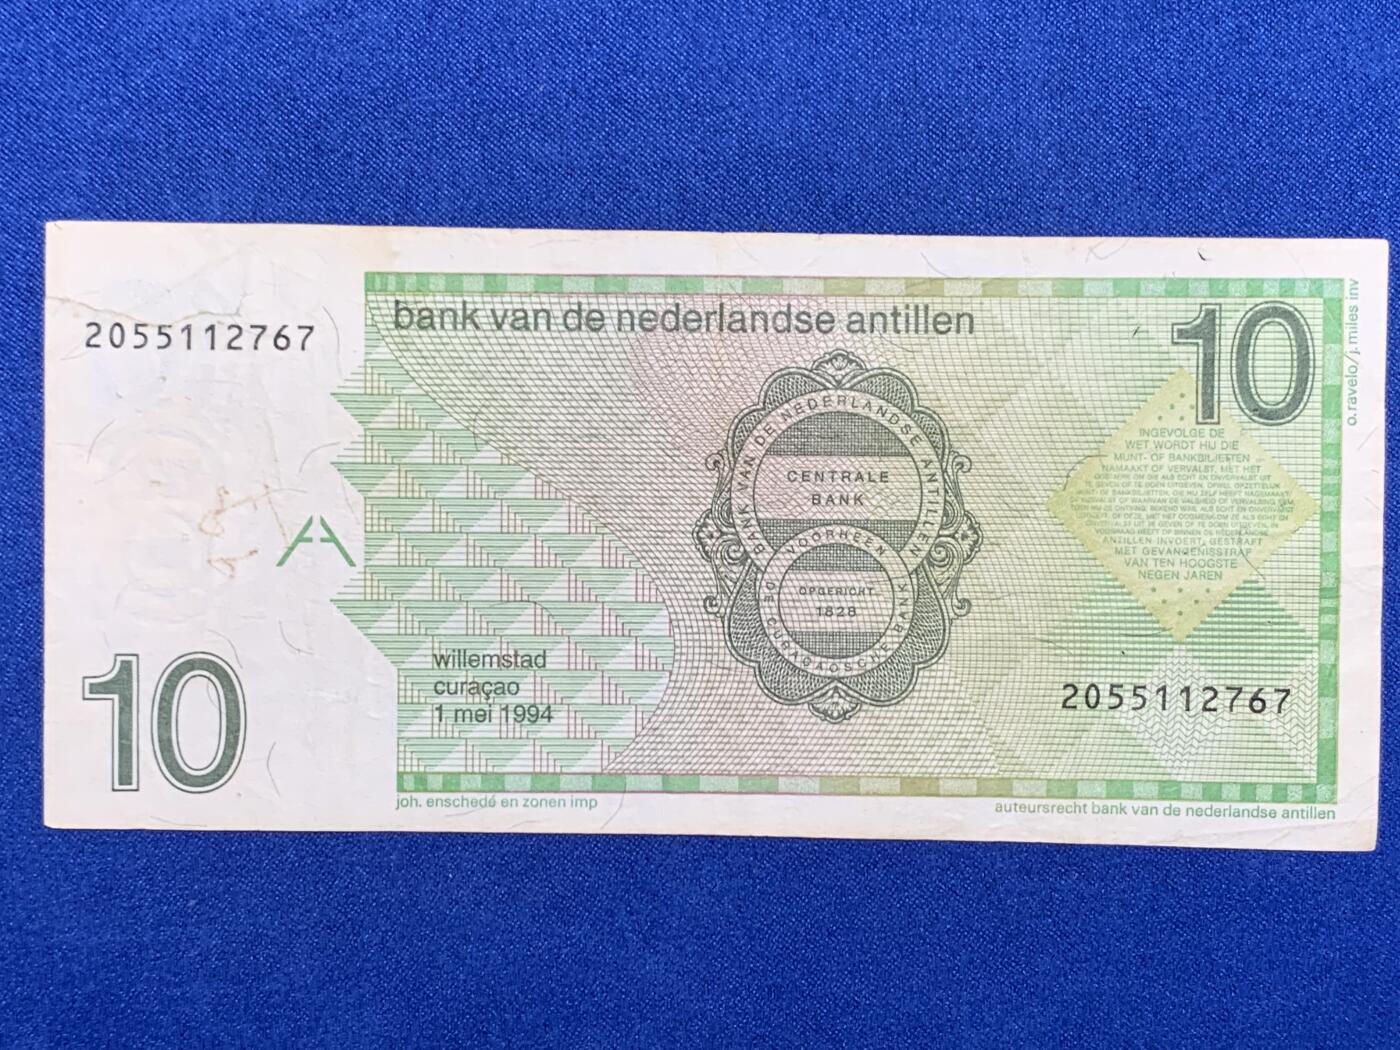 bank van de nederlandse antillen
10
2055112767
o. ravelo/j. miles inv
BANK VAN DE NEDERLANDSE ANTILLEN
CENTRALE
BANK
VOORHEEN
OPGERICHT
1828
DE CURAÇAOSCHE BANK
INGEVOLGE DE
WET WORDT HIJ DIE
MUNT- OF BANKBILJETTEN
NAMAAKT OF VERVALST, MET HET
ANTILLEN INVOERT, GESTRAFT
MET GEVANGENISSTRAF
VAN TEN HOOGSTE
NEGEN JAREN
willemstad
curaçao
1 mei 1994
2055112767
10
joh. enschedé en zonen imp
auteursrecht bank van de nederlandse antillen